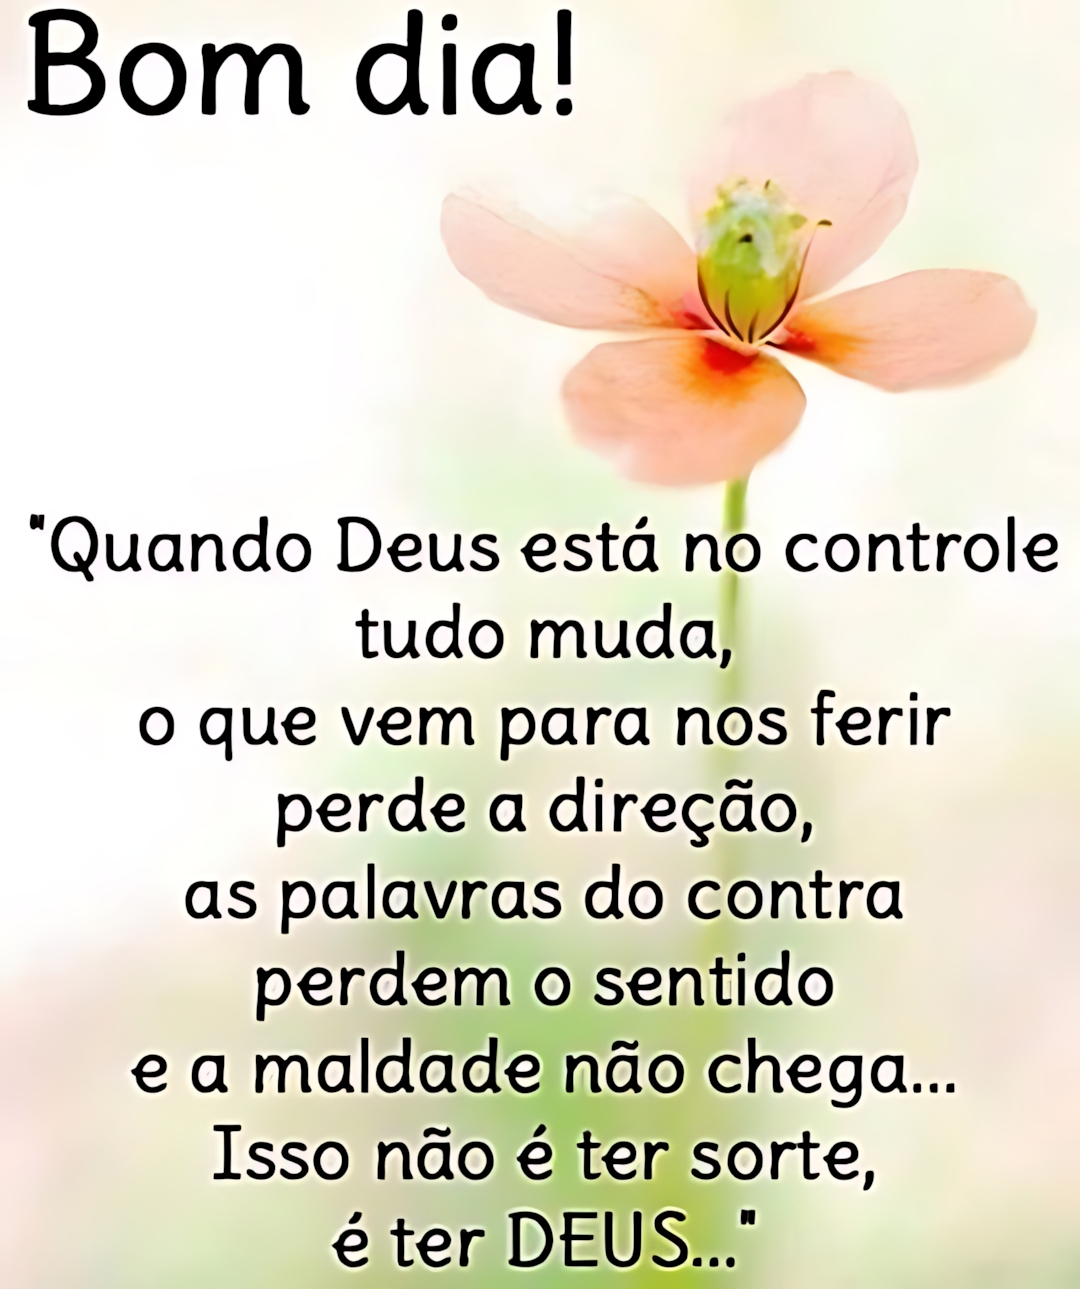 Bom dia!
"Quando Deus está no controle
tudo muda,
o que vem para nos ferir
perde a direção,
as palavras do contra
perdem o sentido
e a maldade não chega...
Isso não é ter sorte,
é ter DEUS..."